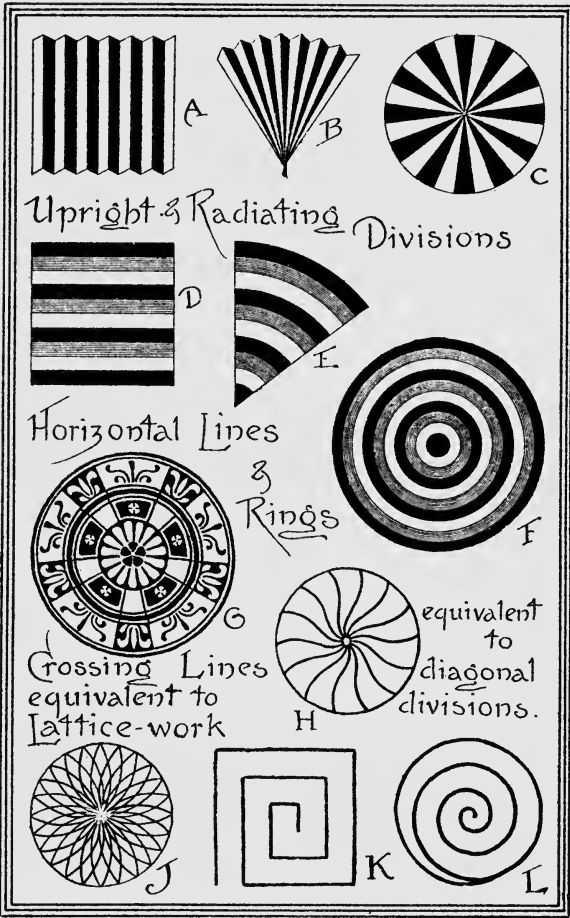 A
B
C
Upright & Radiating
Divisions
D
E
Horizontal Lines
&
Rings
F
G
Crossing Lines
equivalent to
Lattice-work
H
equivalent
to
diagonal
divisions.
J
K
L